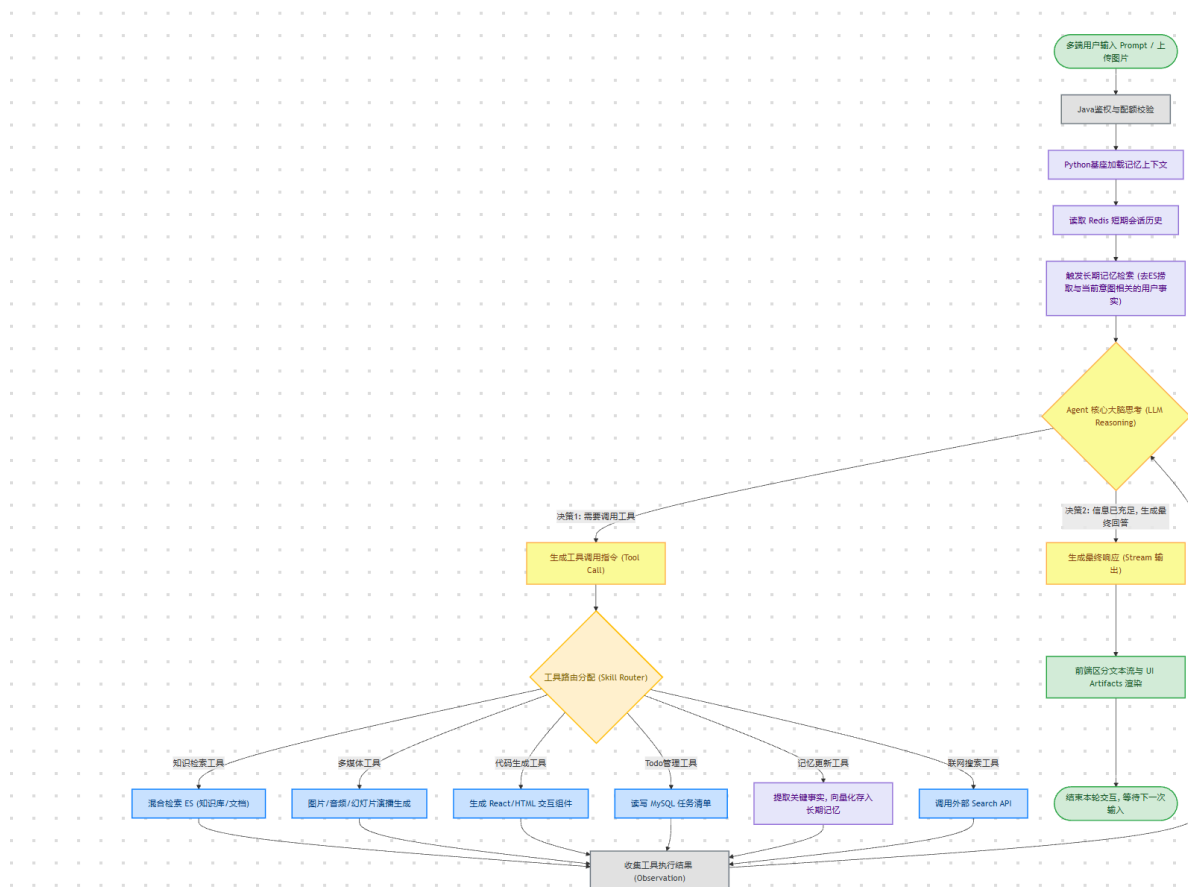 多端用户输入 Prompt / 上
传图片
Java鉴权与配额校验
Python基座加载记忆上下文
读取 Redis 短期会话历史
触发长期记忆检索 (去ES捞
取与当前意图相关的用户事
实)
Agent 核心大脑思考 (LLM
Reasoning)
决策1: 需要调用工具
决策2: 信息已充足, 生成最
终回答
生成工具调用指令 (Tool
Call)
生成最终响应 (Stream 输
出)
工具路由分配 (Skill Router)
前端区分文本流与 UI
Artifacts 渲染
知识检索工具
多媒体工具
代码生成工具
Todo管理工具
记忆更新工具
联网搜索工具
混合检索 ES (知识库/文档)
图片/音频/幻灯片演播生成
生成 React/HTML 交互组件
读写 MySQL 任务清单
提取关键事实, 向量化存入
长期记忆
调用外部 Search API
结束本轮交互, 等待下一次
输入
收集工具执行结果
(Observation)